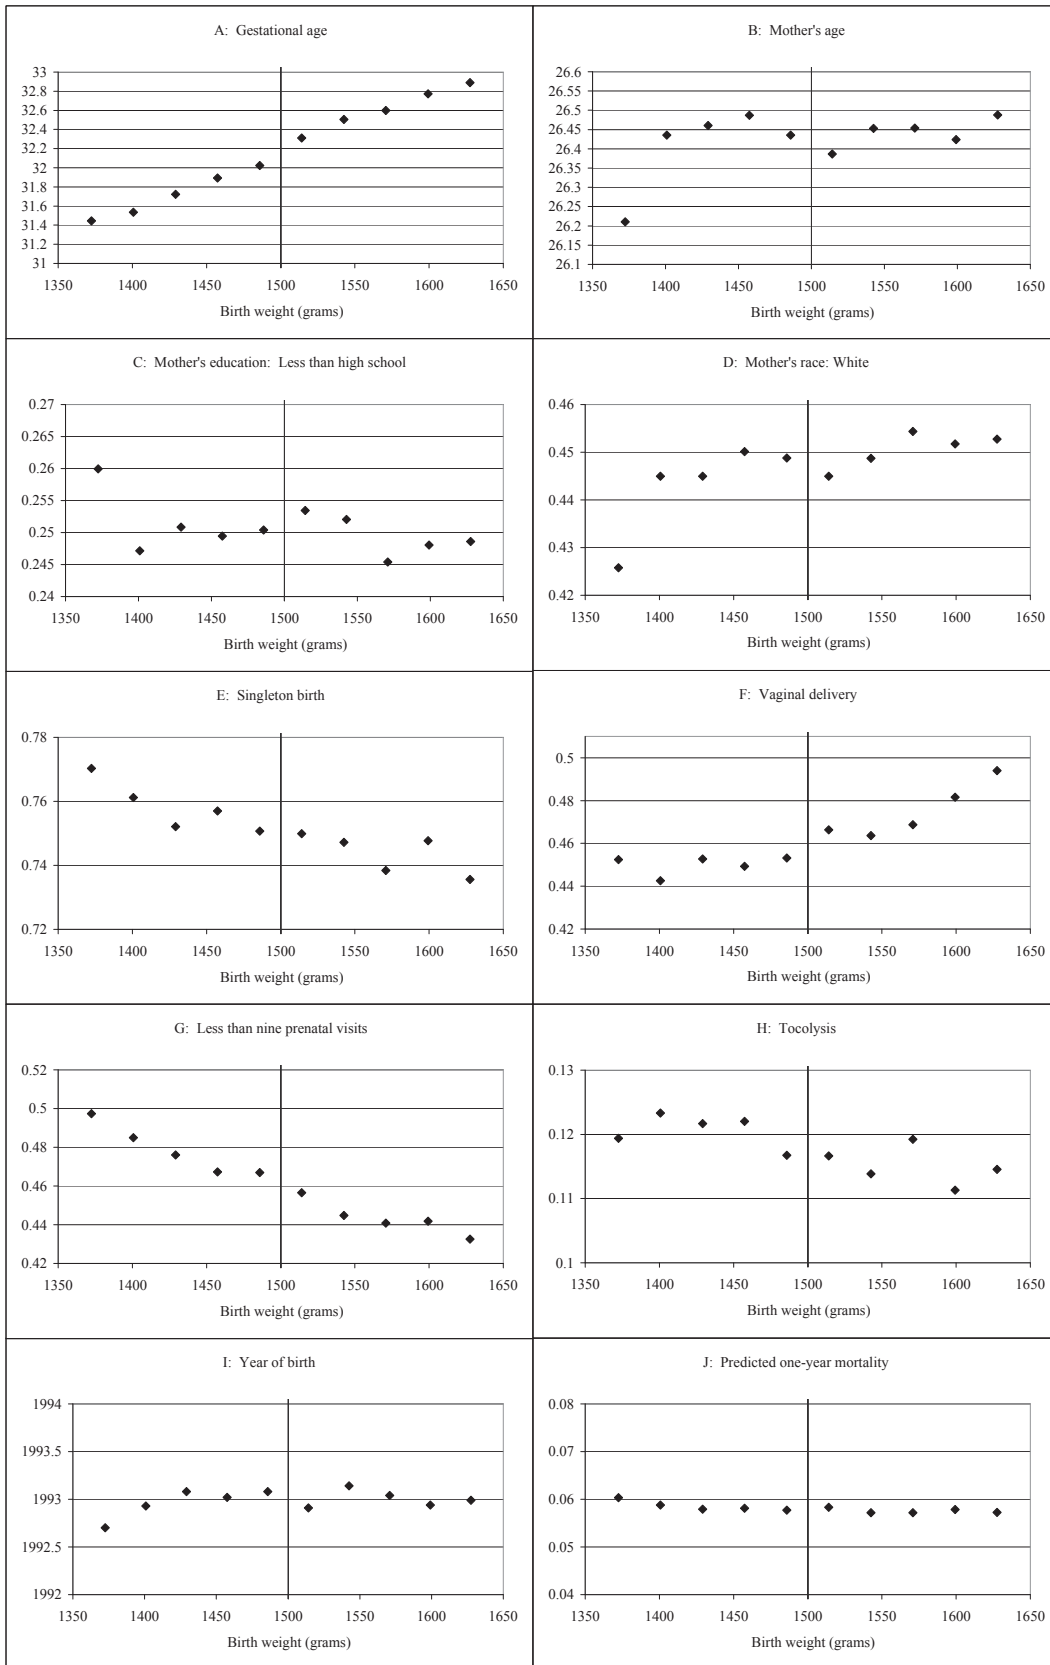 A: Gestational age
33
32.8
32.6
32.4
32.2
32
31.8
31.6
31.4
31.2
31
1350 1400 1450 1500 1550 1600 1650
Birth weight (grams)
B: Mother's age
26.6
26.55
26.5
26.45
26.4
26.35
26.3
26.25
26.2
26.15
26.1
1350 1400 1450 1500 1550 1600 1650
Birth weight (grams)
C: Mother's education: Less than high school
0.27
0.265
0.26
0.255
0.25
0.245
0.24
1350 1400 1450 1500 1550 1600 1650
Birth weight (grams)
D: Mother's race: White
0.46
0.45
0.44
0.43
0.42
1350 1400 1450 1500 1550 1600 1650
Birth weight (grams)
E: Singleton birth
0.78
0.76
0.74
0.72
1350 1400 1450 1500 1550 1600 1650
Birth weight (grams)
F: Vaginal delivery
0.5
0.48
0.46
0.44
0.42
1350 1400 1450 1500 1550 1600 1650
Birth weight (grams)
G: Less than nine prenatal visits
0.52
0.5
0.48
0.46
0.44
0.42
1350 1400 1450 1500 1550 1600 1650
Birth weight (grams)
H: Tocolysis
0.13
0.12
0.11
0.1
1350 1400 1450 1500 1550 1600 1650
Birth weight (grams)
I: Year of birth
1994
1993.5
1993
1992.5
1992
1350 1400 1450 1500 1550 1600 1650
Birth weight (grams)
J: Predicted one-year mortality
0.08
0.07
0.06
0.05
0.04
1350 1400 1450 1500 1550 1600 1650
Birth weight (grams)